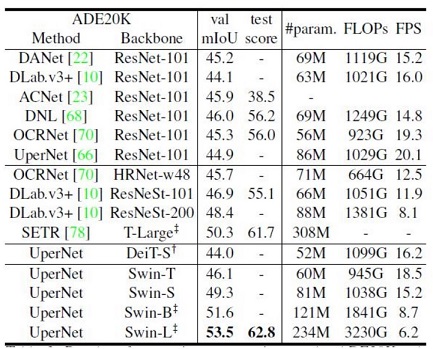 ADE20K val test #param. FLOPs FPS
Method Backbone mIoU score
DANet [22] ResNet-101 45.2 - 69M 1119G 15.2
DLab.v3+ [10] ResNet-101 44.1 - 63M 1021G 16.0
ACNet [23] ResNet-101 45.9 38.5 -
DNL [68] ResNet-101 46.0 56.2 69M 1249G 14.8
OCRNet [70] ResNet-101 45.3 56.0 56M 923G 19.3
UperNet [66] ResNet-101 44.9 - 86M 1029G 20.1
OCRNet [70] HRNet-w48 45.7 - 71M 664G 12.5
DLab.v3+ [10] ResNeSt-101 46.9 55.1 66M 1051G 11.9
DLab.v3+ [10] ResNeSt-200 48.4 - 88M 1381G 8.1
SETR [78] T-Large‡ 50.3 61.7 308M - -
UperNet DeiT-S† 44.0 - 52M 1099G 16.2
UperNet Swin-T 46.1 - 60M 945G 18.5
UperNet Swin-S 49.3 - 81M 1038G 15.2
UperNet Swin-B‡ 51.6 - 121M 1841G 8.7
UperNet Swin-L‡ 53.5 62.8 234M 3230G 6.2